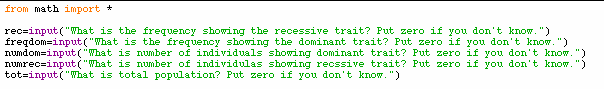 from math import *
rec=input("What is the frequency showing the recessive trait? Put zero if you don't know.")
freqdom=input("What is the frequency showing the dominant trait? Put zero if you don't know.")
numdom=input("What is number of individuals showing dominant trait? Put zero if you don't know.")
numrec=input("What is number of individulas showing recssive trait? Put zero if you don't know.")
tot=input("What is total population? Put zero if you don't know.")